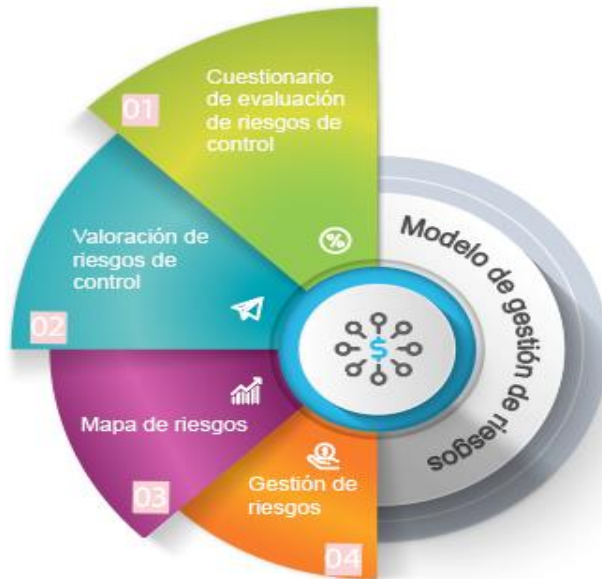 01
Cuestionario
de evaluación
de riesgos de
control
%
Valoración de
riesgos de
control
02
Modelo de gestión de riesgos
$
Mapa de riesgos
03
Gestión de
riesgos
04